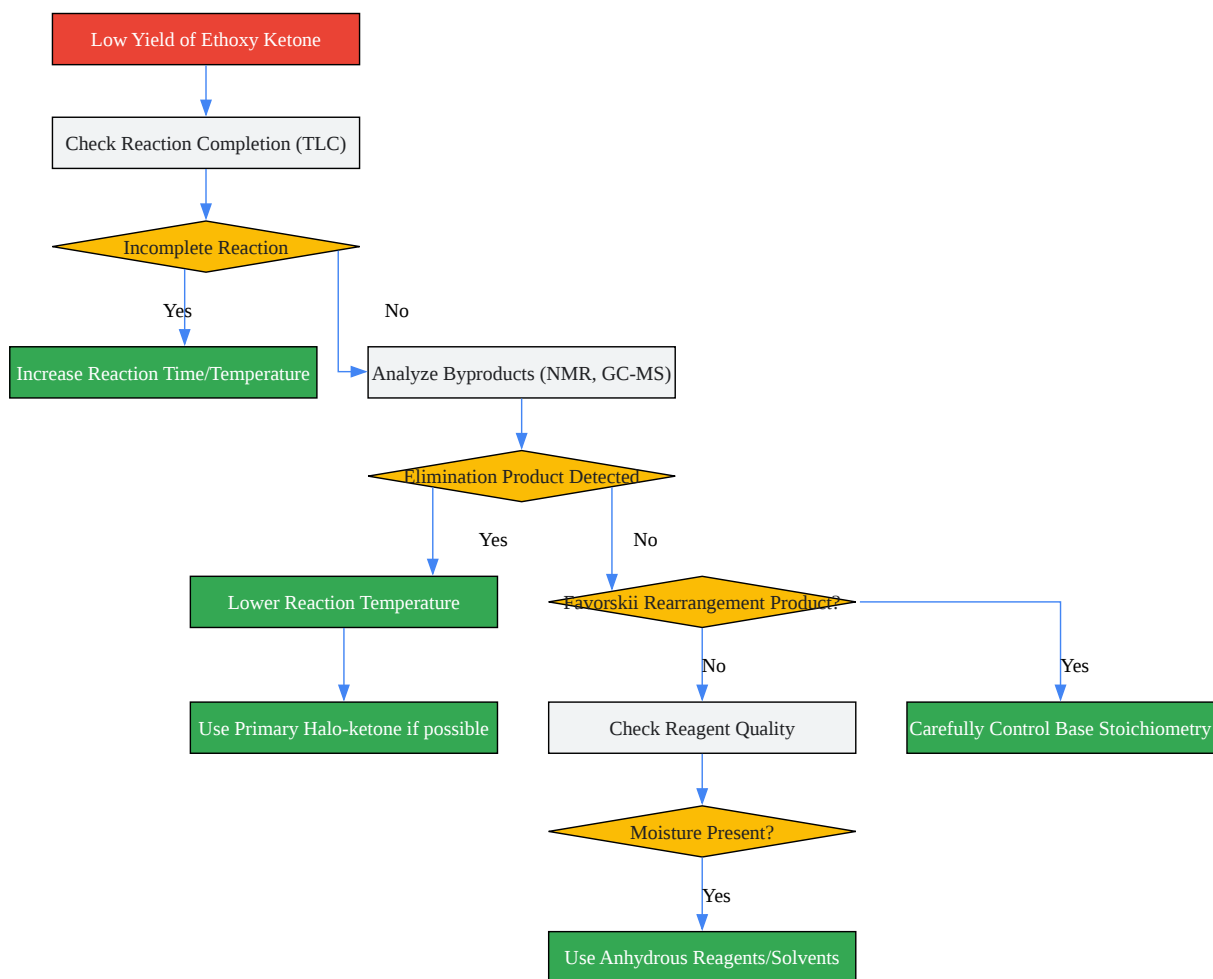 Low Yield of Ethoxy Ketone
Check Reaction Completion (TLC)
Incomplete Reaction
Yes
No
Increase Reaction Time/Temperature
Analyze Byproducts (NMR, GC-MS)
Elimination Product Detected
Yes
No
Lower Reaction Temperature
Favorskii Rearrangement Product?
No
Yes
Use Primary Halo-ketone if possible
Check Reagent Quality
Carefully Control Base Stoichiometry
Moisture Present?
Yes
Use Anhydrous Reagents/Solvents